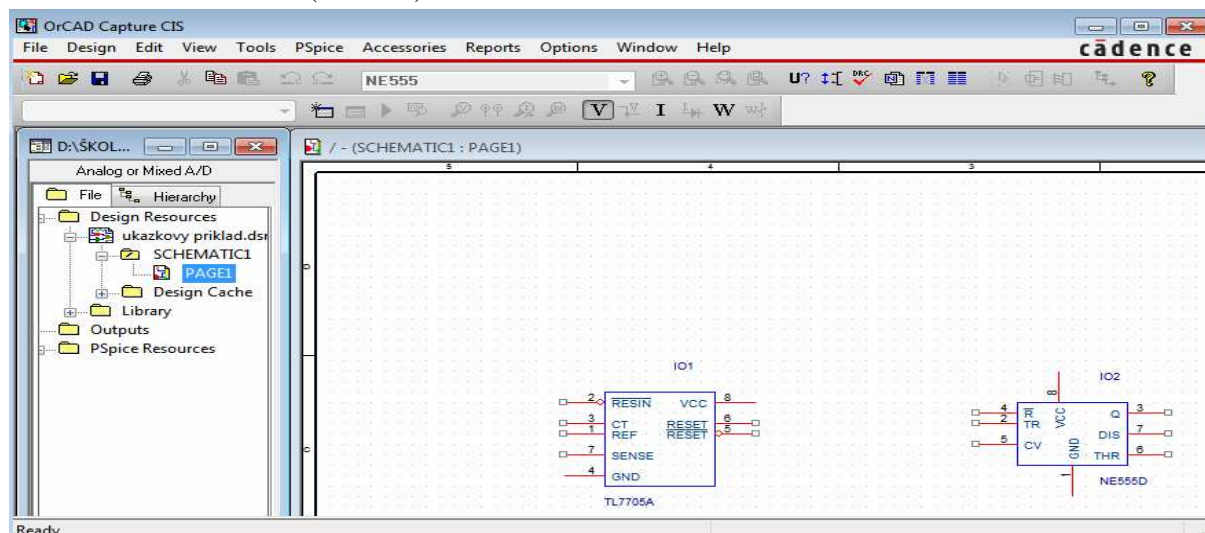 OrCAD Capture CIS
File Design Edit View Tools PSpice Accessories Reports Options Window Help
cādence
NE555
U?
DRC
V I W
D:\ŠKOL...
/ - (SCHEMATIC1 : PAGE1)
Analog or Mixed A/D
File Hierarchy
Design Resources
ukazkovy priklad.dsr
SCHEMATIC1
PAGE1
Design Cache
Library
Outputs
PSpice Resources
5 4 3
IO1
2 RESIN VCC 8
3 CT RESET 6
1 REF RESET 5
7 SENSE
4 GND
TL7705A
IO2
8
4 R VCC Q 3
2 TR
5 CV GND DIS 7
THR 6
1
NE555D
Ready